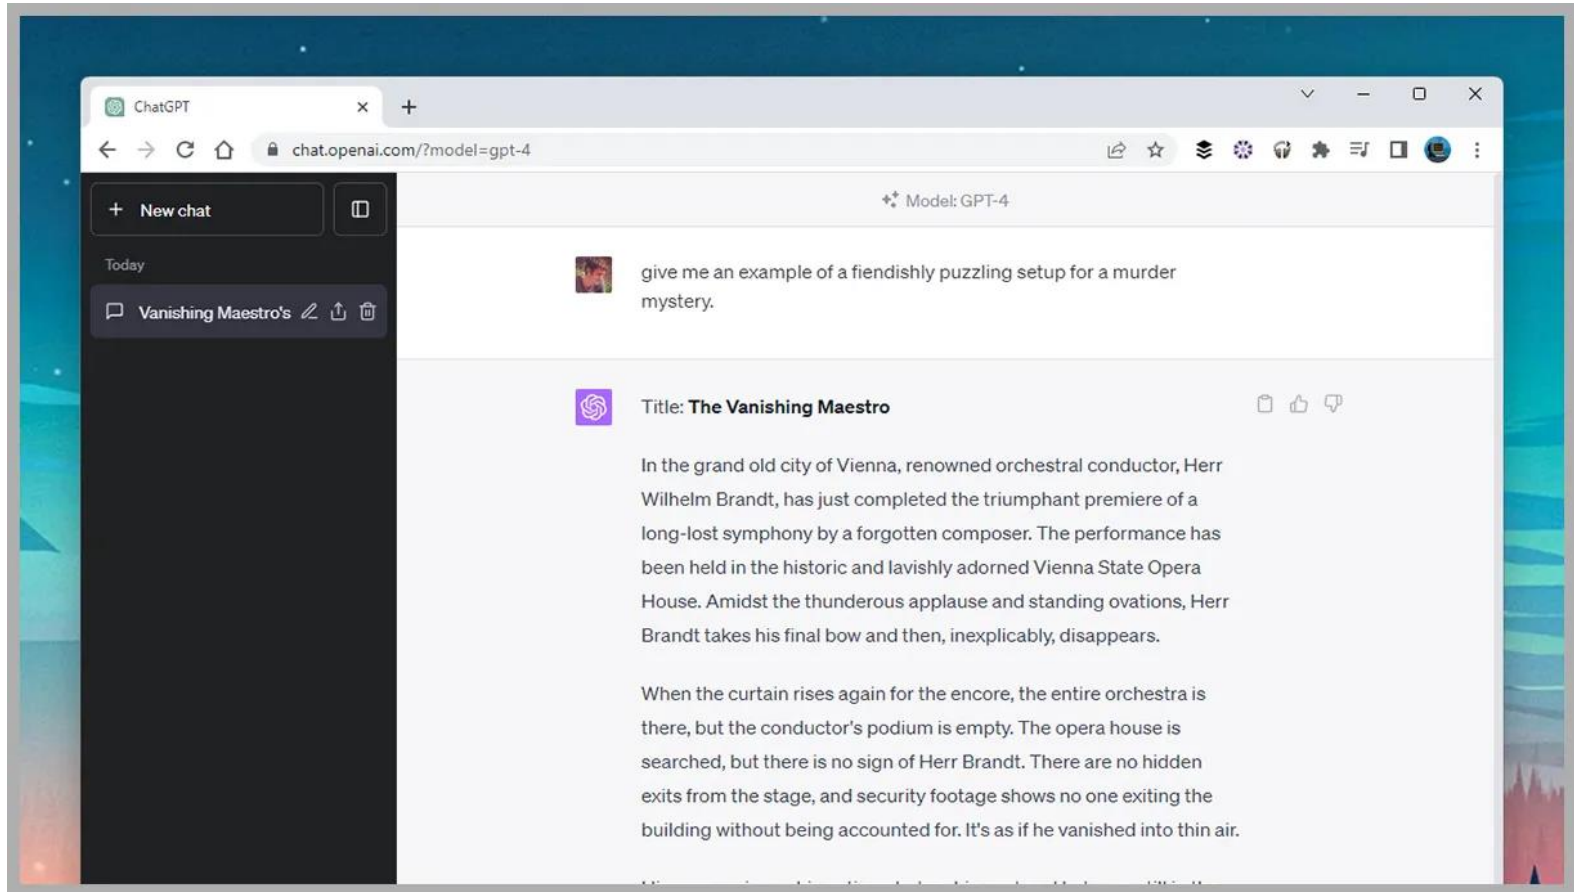 ChatGPT
chat.openai.com/?model=gpt-4
New chat
Model: GPT-4
Today
Vanishing Maestro's
give me an example of a fiendishly puzzling setup for a murder
mystery.
Title: The Vanishing Maestro
In the grand old city of Vienna, renowned orchestral conductor, Herr
Wilhelm Brandt, has just completed the triumphant premiere of a
long-lost symphony by a forgotten composer. The performance has
been held in the historic and lavishly adorned Vienna State Opera
House. Amidst the thunderous applause and standing ovations, Herr
Brandt takes his final bow and then, inexplicably, disappears.
When the curtain rises again for the encore, the entire orchestra is
there, but the conductor's podium is empty. The opera house is
searched, but there is no sign of Herr Brandt. There are no hidden
exits from the stage, and security footage shows no one exiting the
building without being accounted for. It's as if he vanished into thin air.